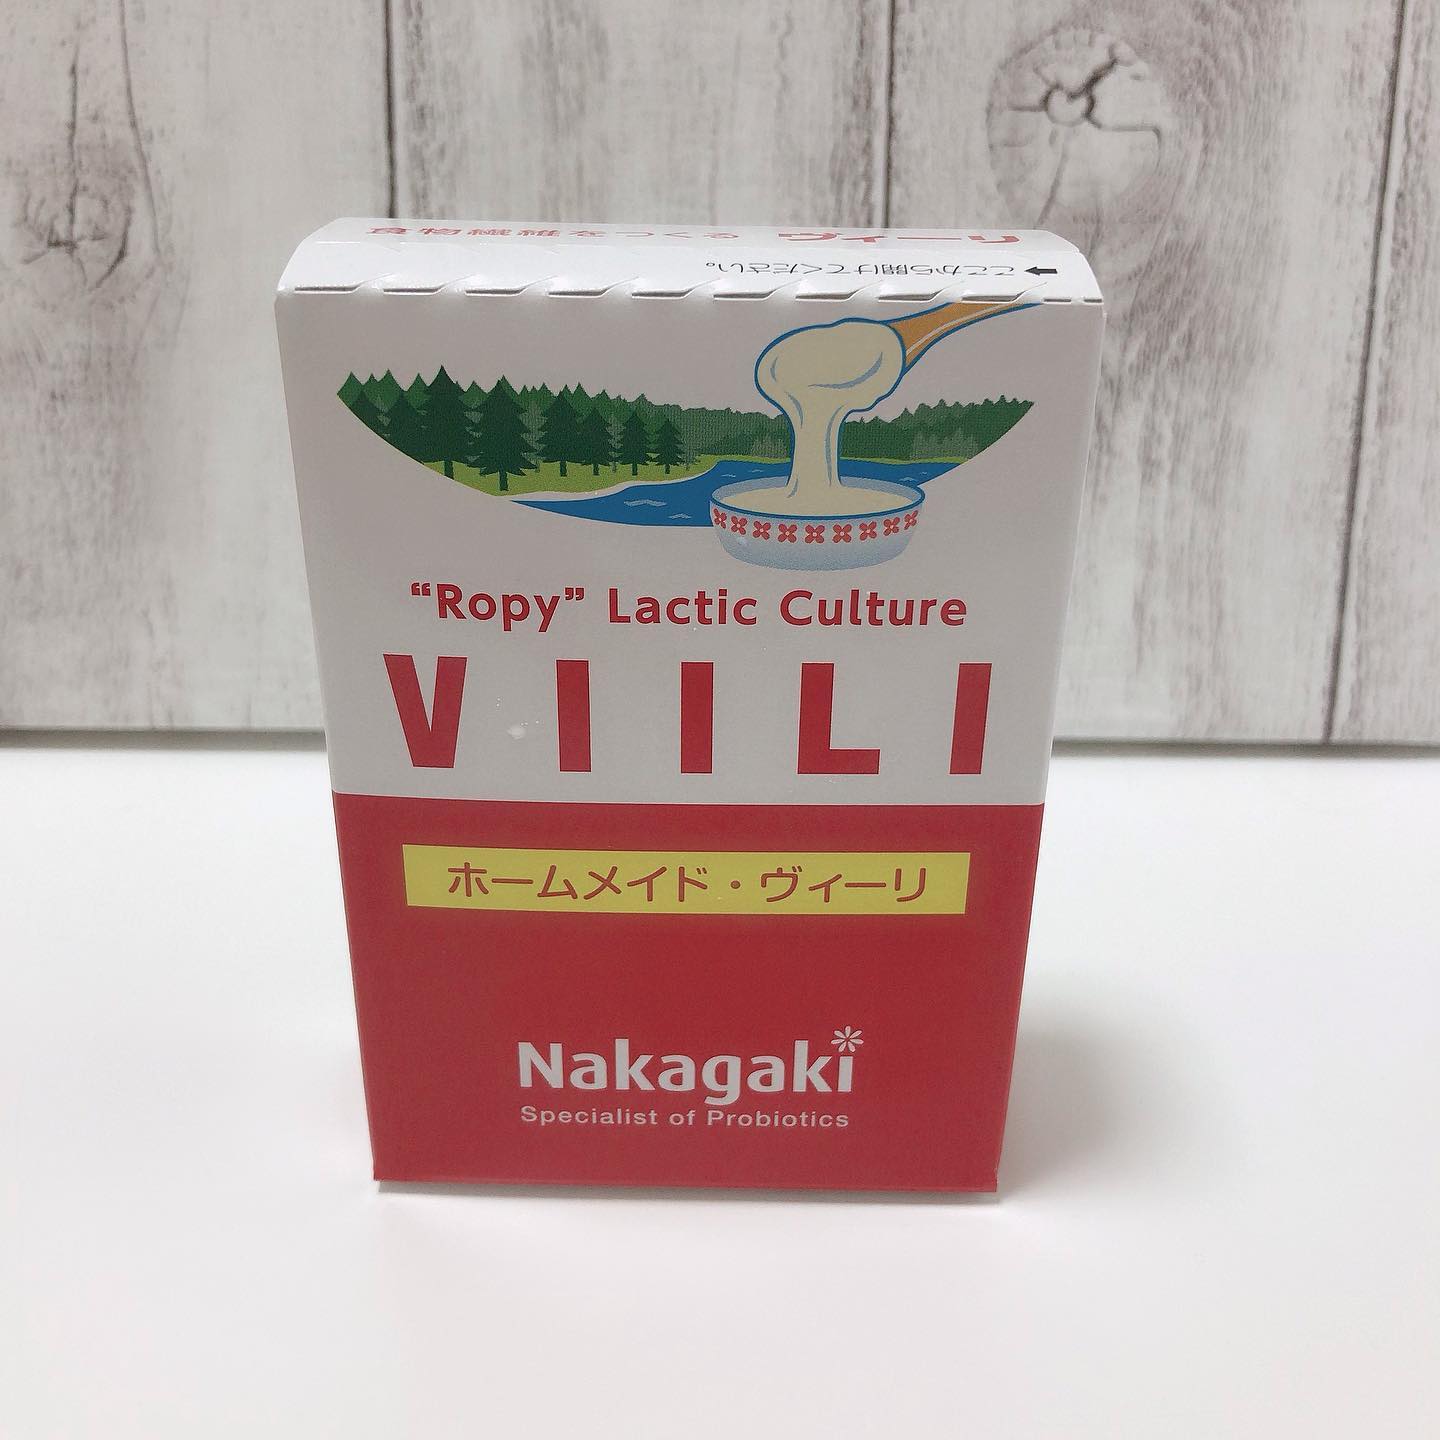 食物繊維をつくる ヴィーリ
➡ここから開けてください。
“Ropy” Lactic Culture
VIILI
ホームメイド・ヴィーリ
Nakagaki
Specialist of Probiotics